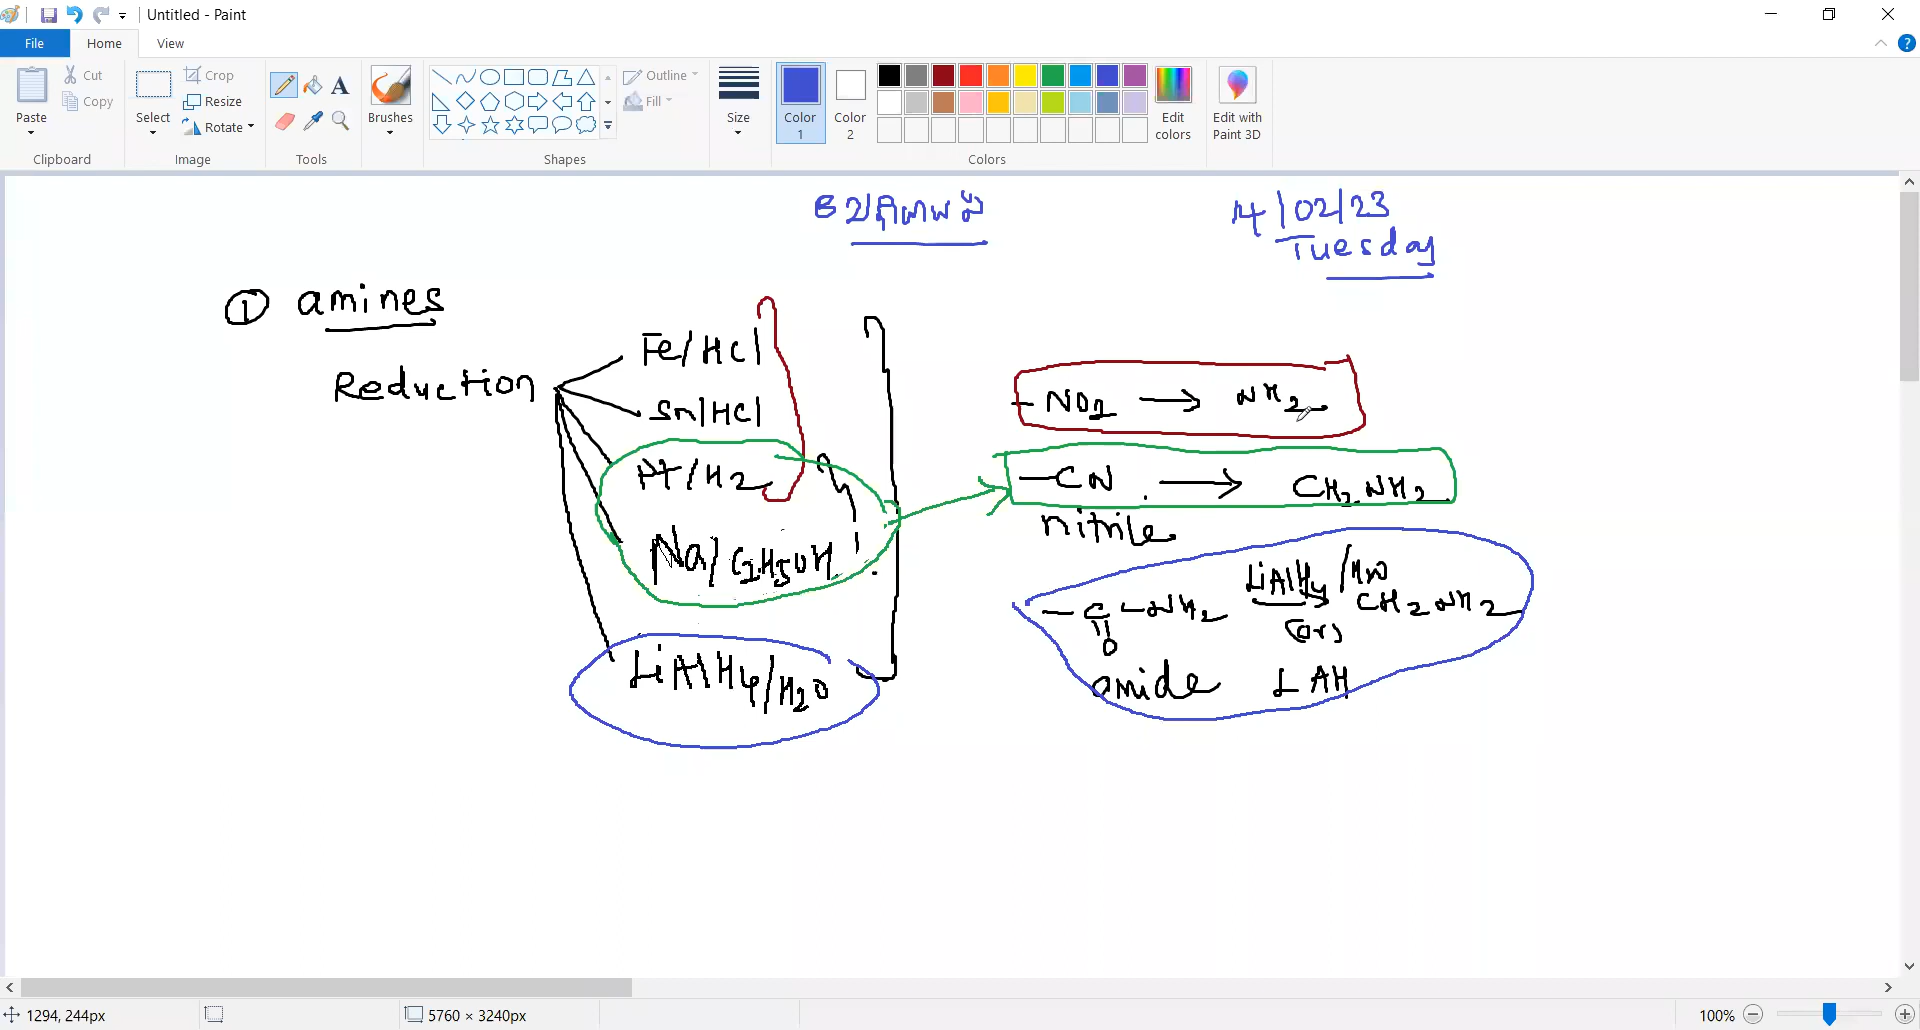 Untitled - Paint
File Home View
Cut
Copy
Paste
Clipboard
Select
Crop
Resize
Rotate
Image
Tools
Brushes
Shapes
Outline
Fill
Size
Color 1
Color 2
Colors
Edit colors
Edit with Paint 3D
14/02/23
Tuesday
① amines
Reduction
Fe/HCl
Sn/HCl
Pt/H2
Na/C2H5OH
LiAlH4/H2O
- NO2 → NH2
- CN → CH2NH2
nitrile
LiAlH4/H2O
- C - NH2 → CH2NH2
|| (or)
O
amide LAH
1294, 244px
5760 × 3240px
100%